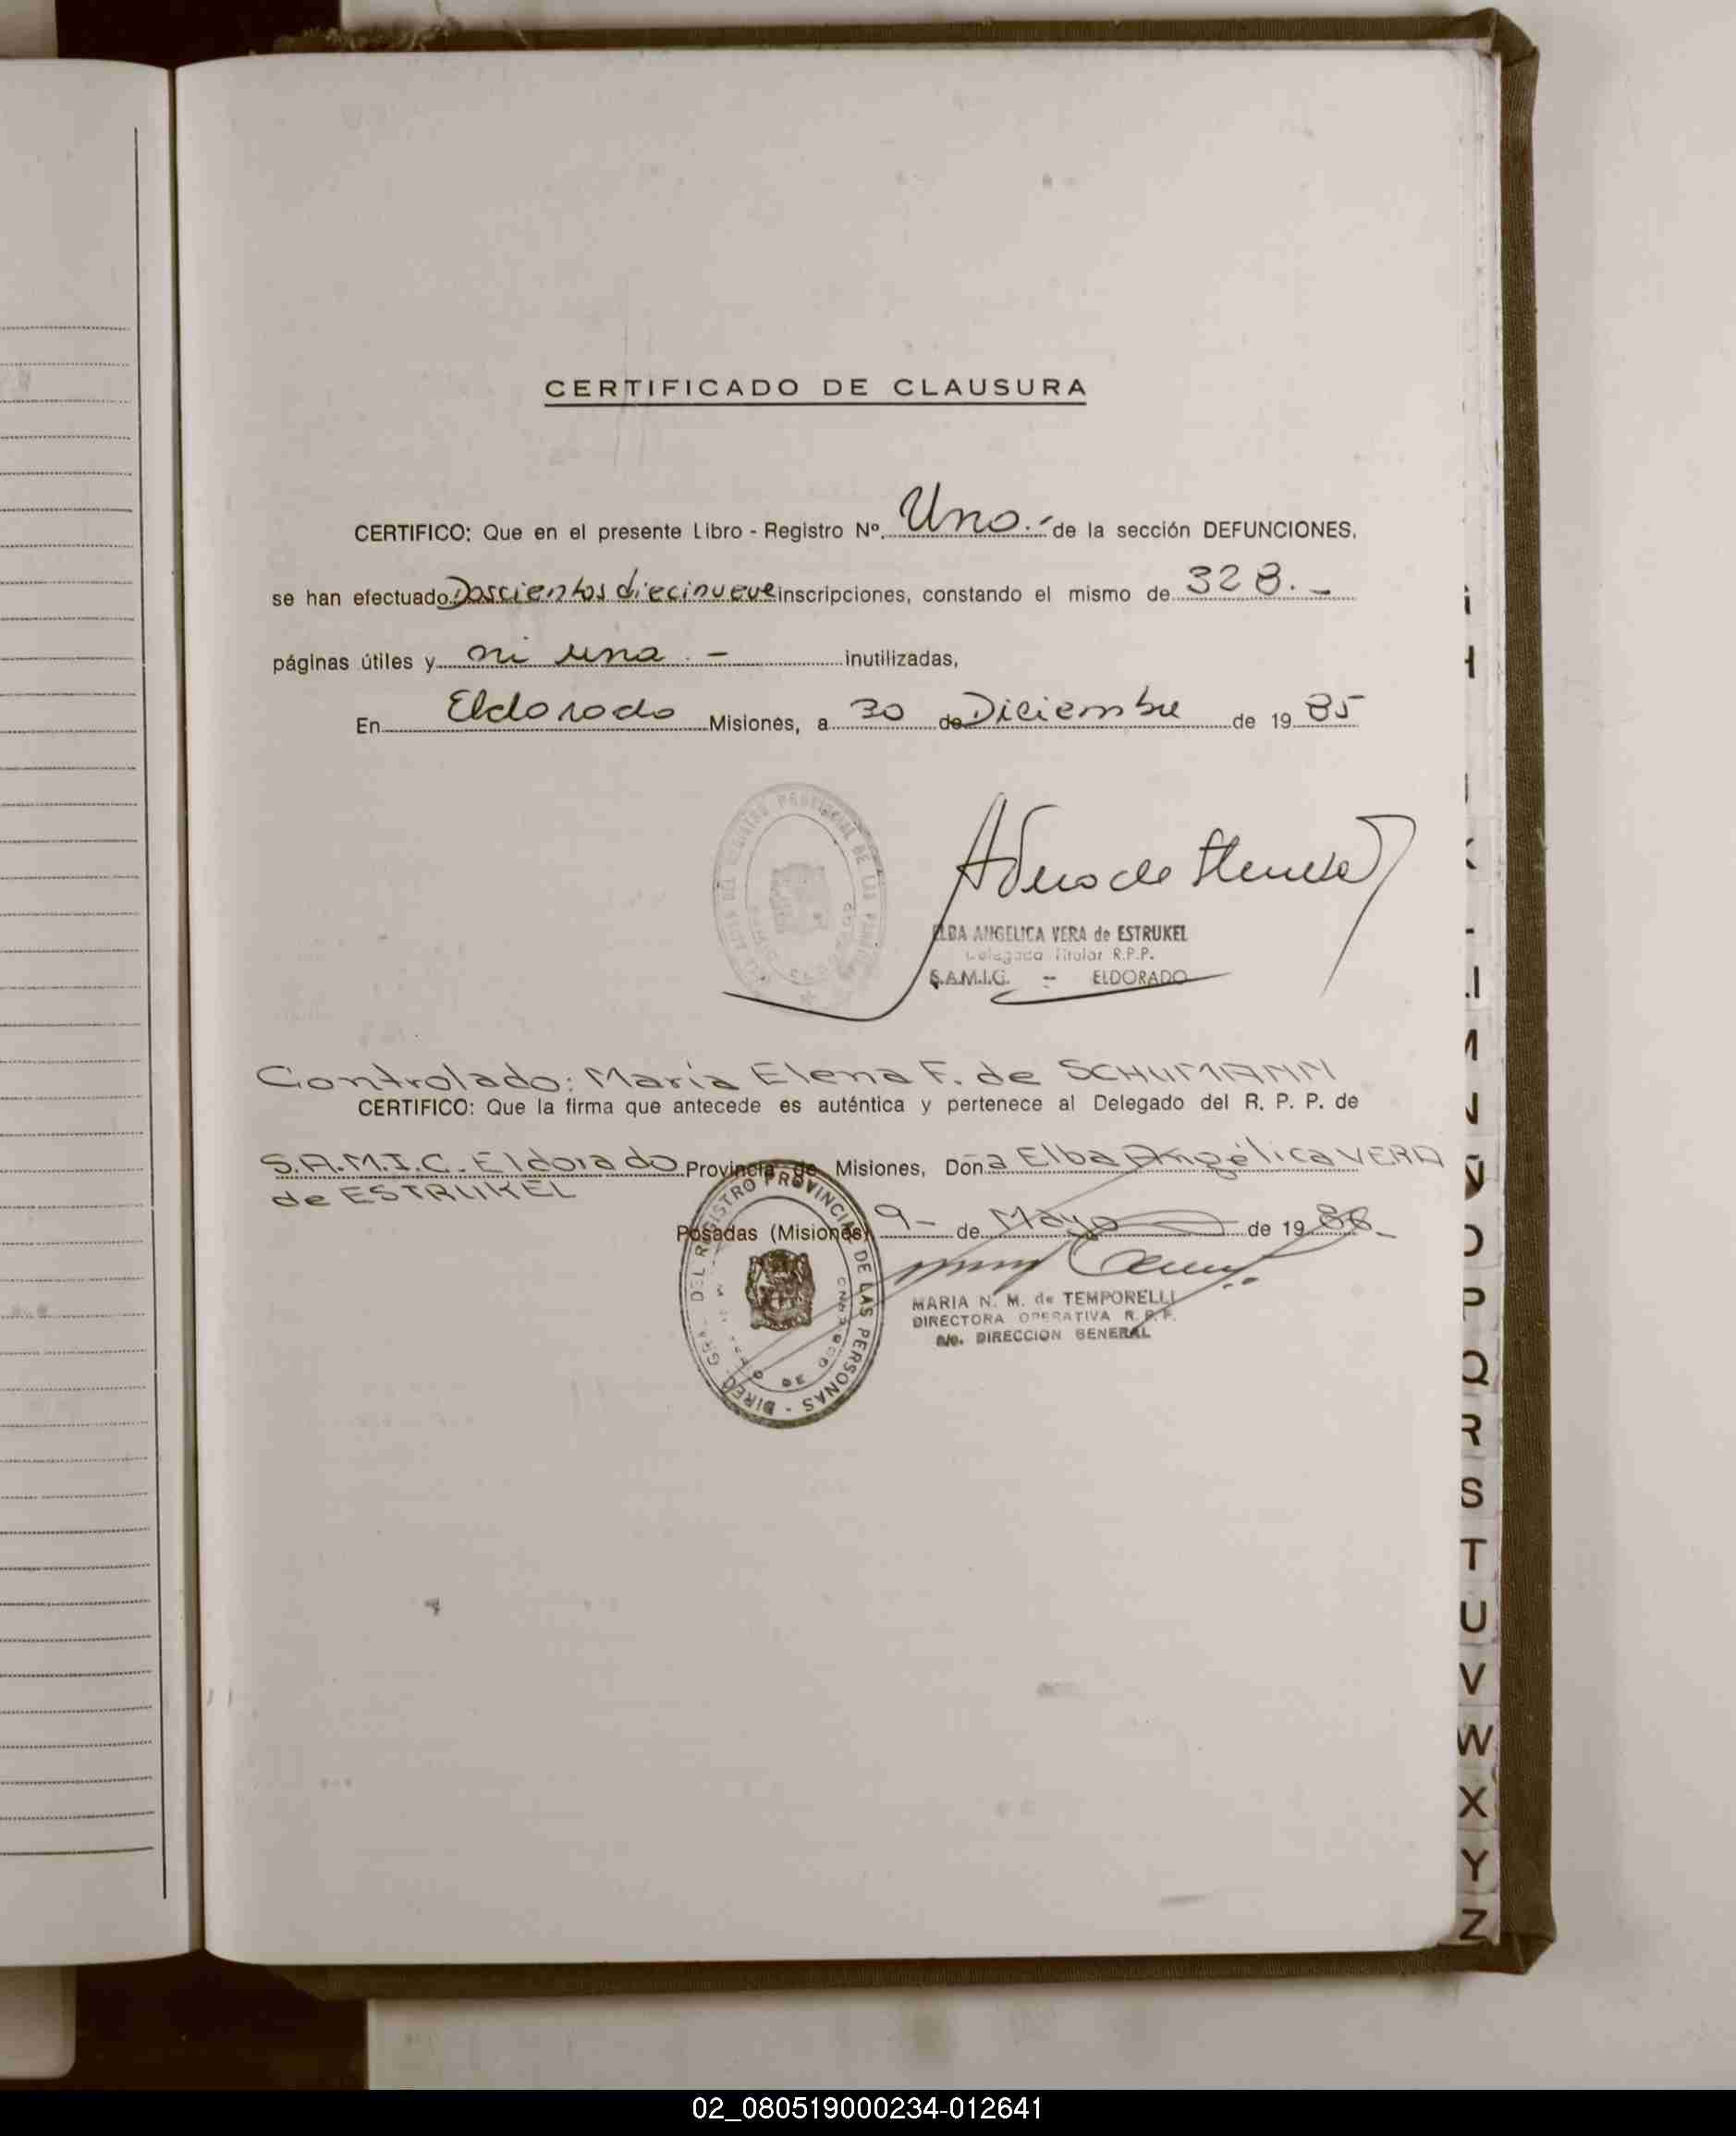 CERTIFICADO DE CLAUSURA
CERTIFICO: Que en el presente Libro - Registro Nº. Uno.- de la sección DEFUNCIONES,
se han efectuado Doscientos diecinueve inscripciones, constando el mismo de 328.-
páginas útiles y ni una.- inutilizadas,
En Eldorado Misiones, a 30 de Diciembre de 1985
ELBA ANGELICA VERA de ESTRUKEL
Delegada Titular R.P.P.
S.A.M.I.C. - ELDORADO
Controlado: María Elena F. de SCHUMANN
CERTIFICO: Que la firma que antecede es auténtica y pertenece al Delegado del R. P. P. de
S.A.M.I.C. Eldorado Provincia de Misiones, Doña Elba Angélica VERA
de ESTRUKEL
Posadas (Misiones) 9- de Mayo de 1986-
DIREC. GRAL. DEL REGISTRO PROVINCIAL DE LAS PERSONAS -
MARIA N. M. de TEMPORELLI
DIRECTORA OPERATIVA R.P.P.
a/c. DIRECCION GENERAL
L
M
N
O
P
Q
R
S
T
U
V
W
X
Y
Z
02_080519000234-012641